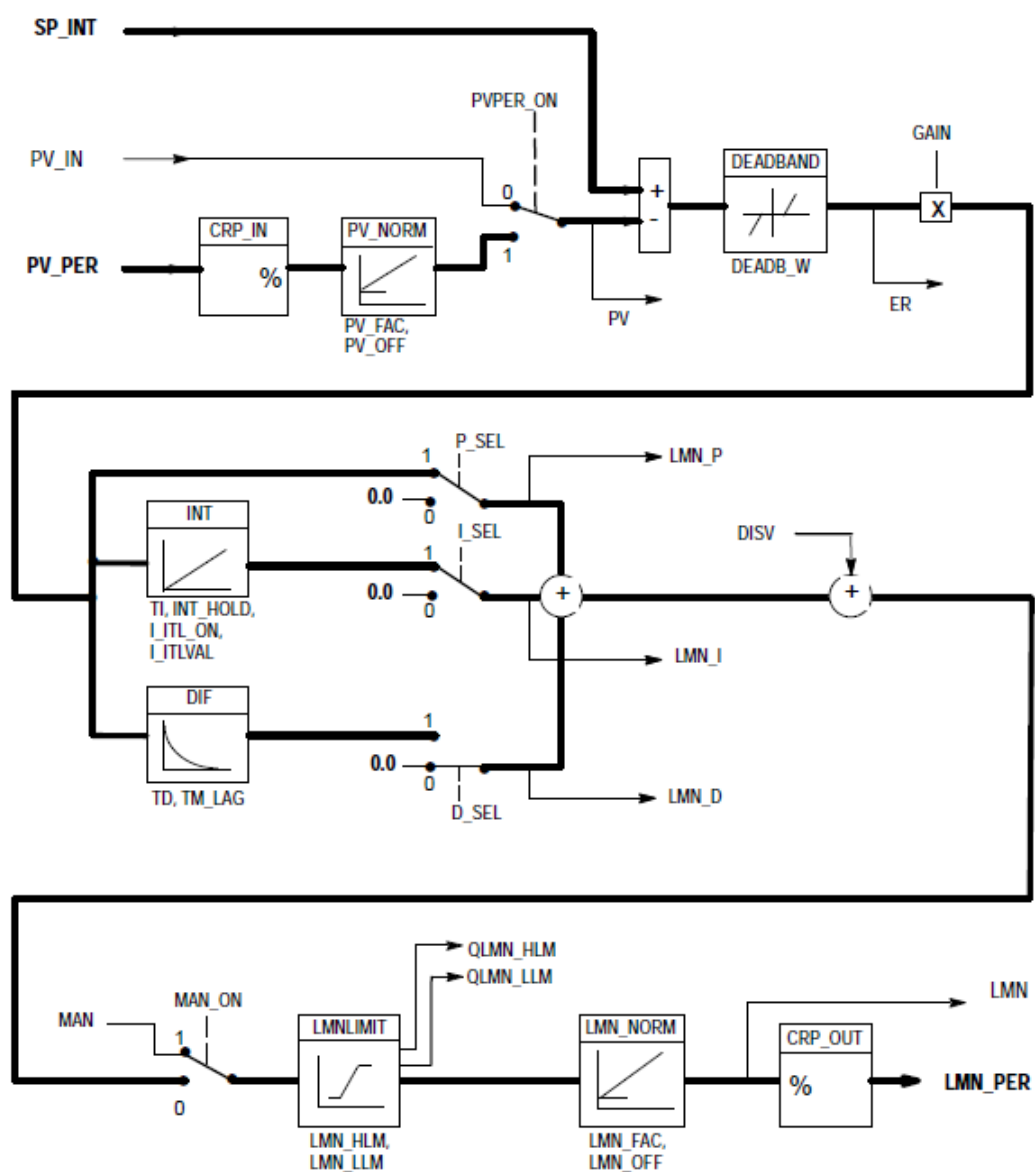 SP_INT
PVPER_ON
GAIN
PV_IN
DEADBAND
0
+
-
X
CRP_IN
PV_NORM
PV_PER
%
1
DEADB_W
PV
ER
PV_FAC,
PV_OFF
P_SEL
1
LMN_P
0.0
0
INT
I_SEL
DISV
1
0.0
0
+
+
TI, INT_HOLD,
I_ITL_ON,
I_ITLVAL
LMN_I
DIF
1
0.0
0
TD, TM_LAG
D_SEL
LMN_D
QLMN_HLM
QLMN_LLM
MAN_ON
LMN
MAN
LMNLIMIT
LMN_NORM
CRP_OUT
1
0
%
LMN_PER
LMN_HLM,
LMN_LLM
LMN_FAC,
LMN_OFF